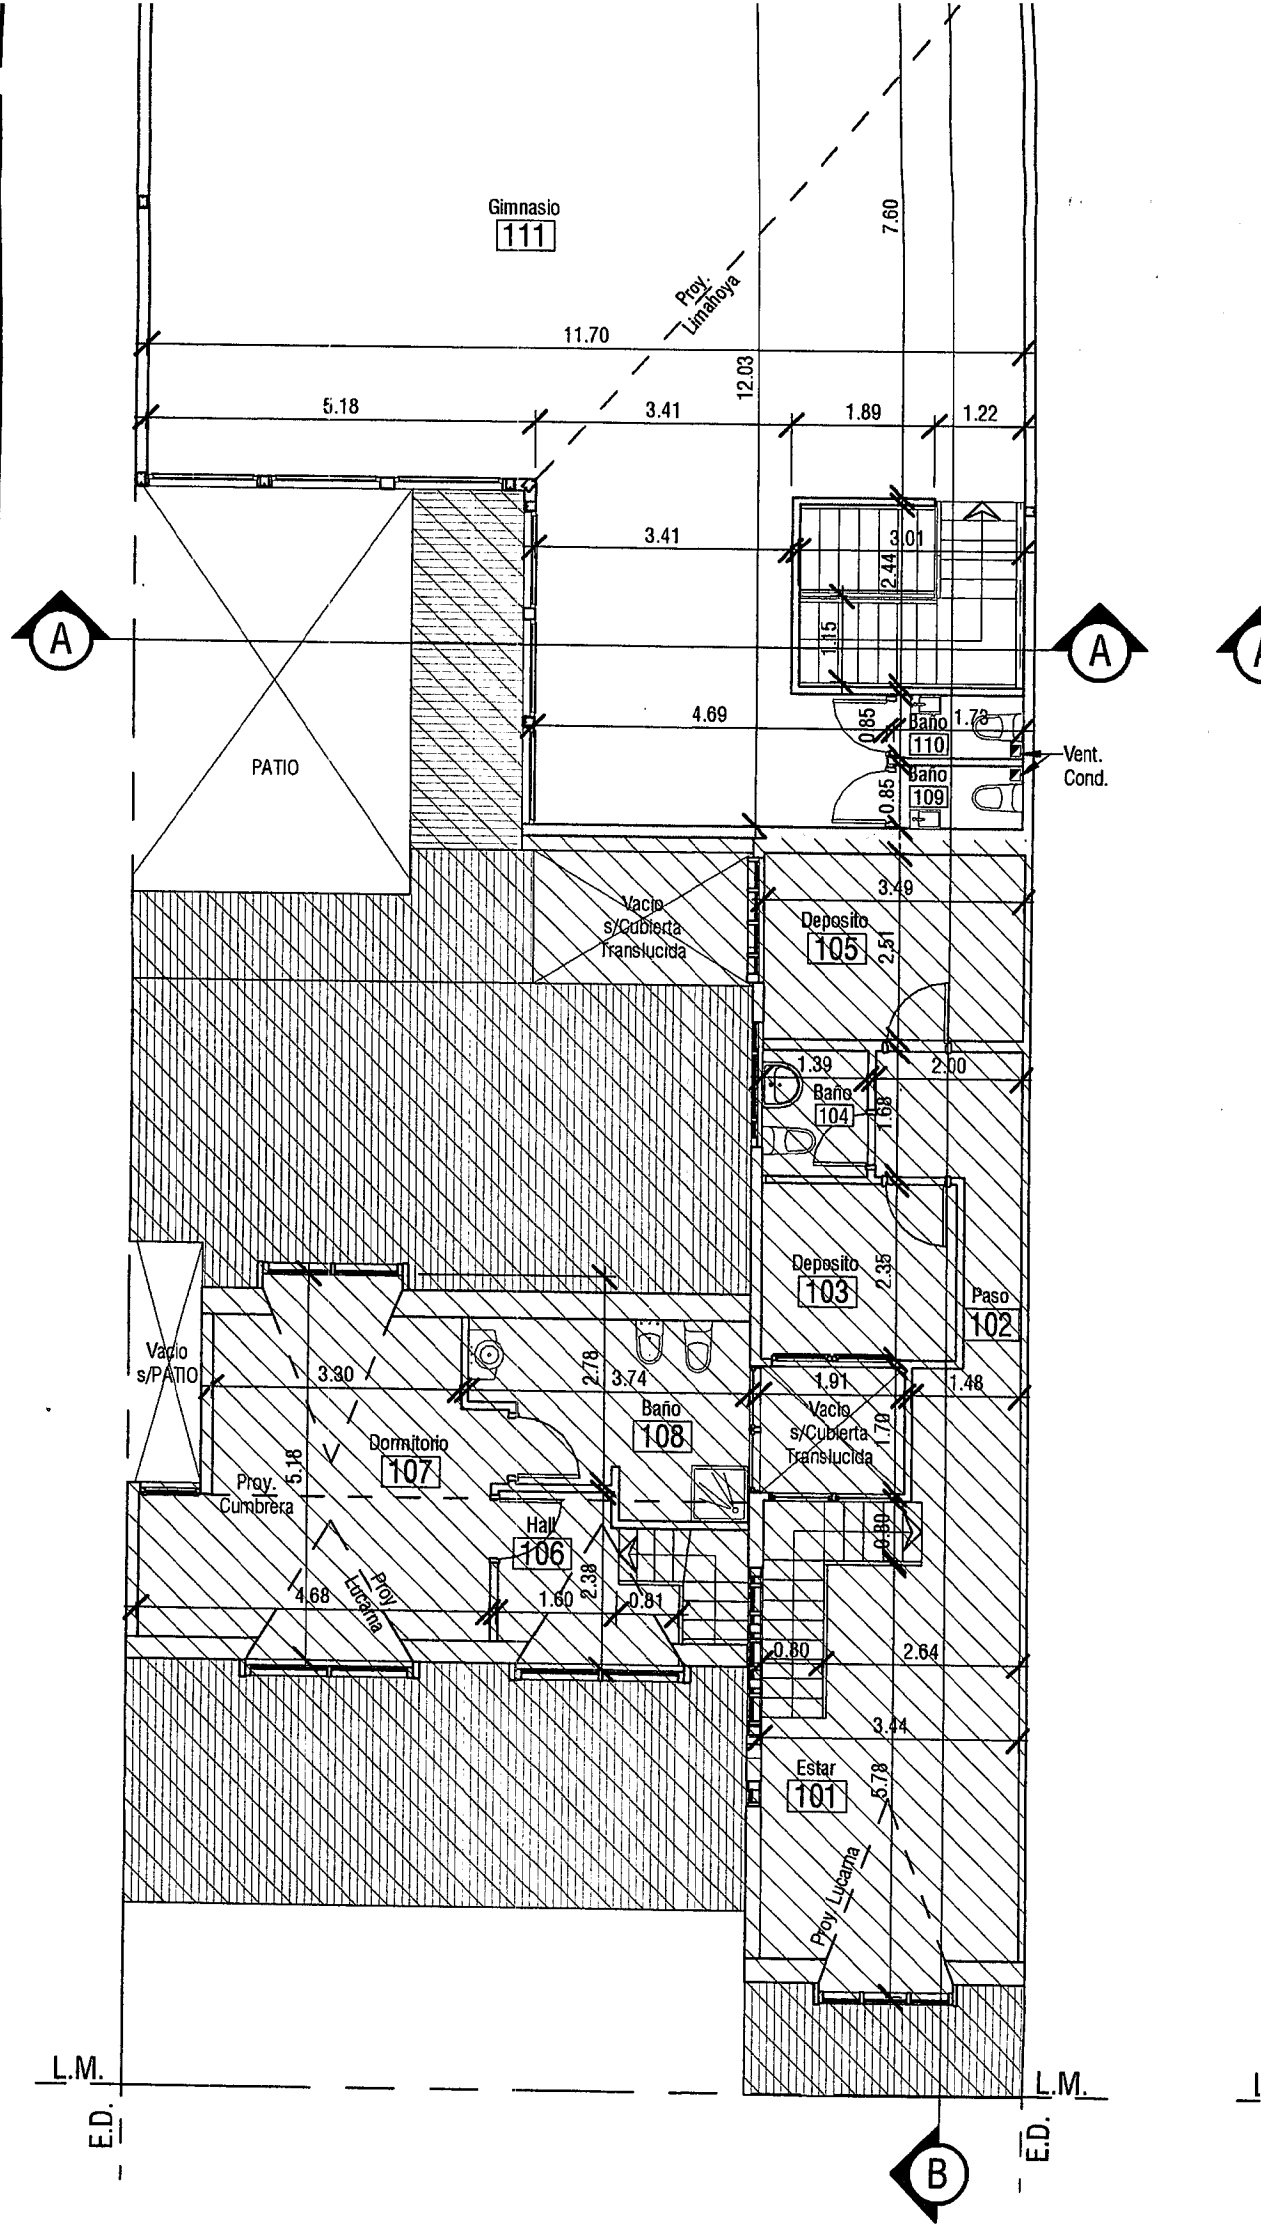 Gimnasio
111
7.60
Proy.
Limahoya
11.70
12.03
5.18
3.41
1.89
1.22
3.41
3.01
2.44
A
A
A
1.15
4.69
0.85
Baño
110
1.73
PATIO
Vent.
Cond.
Baño
109
0.85
3.49
Vacio
s/Cubierta
Translucida
Deposito
105
2.51
1.39
2.00
Baño
104
1.68
Deposito
103
2.35
Paso
102
Vacio
s/PATIO
3.30
2.78
3.74
1.91
1.48
Baño
108
Vacio
s/Cubierta
Translucida
1.70
Dormitorio
107
5.18
Proy.
Cumbrera
Hall
106
0.80
2.38
Proy
Lucarna
4.68
1.60
0.81
0.80
2.64
3.44
Estar
101
5.78
Proy Lucarna
L.M.
L.M.
E.D.
E.D.
B